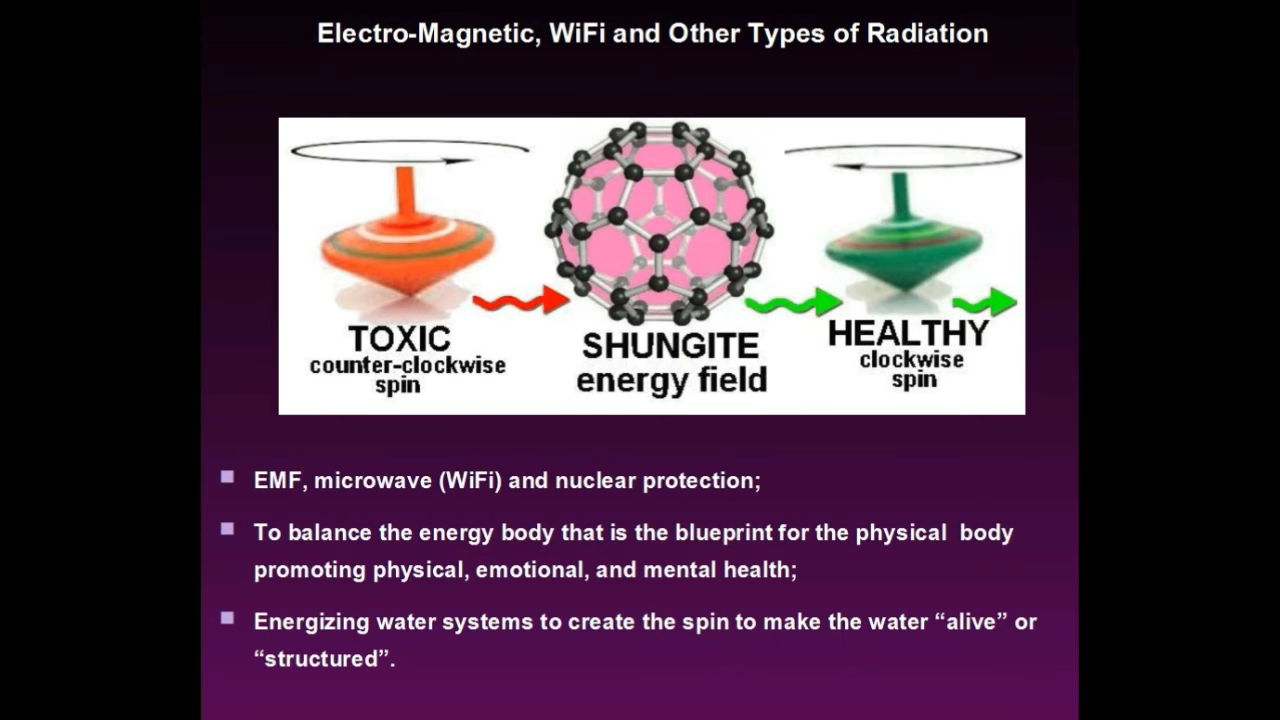 Electro-Magnetic, WiFi and Other Types of Radiation
TOXIC
counter-clockwise
spin
SHUNGITE
energy field
HEALTHY
clockwise
spin
EMF, microwave (WiFi) and nuclear protection;
To balance the energy body that is the blueprint for the physical body
promoting physical, emotional, and mental health;
Energizing water systems to create the spin to make the water “alive” or
“structured”.